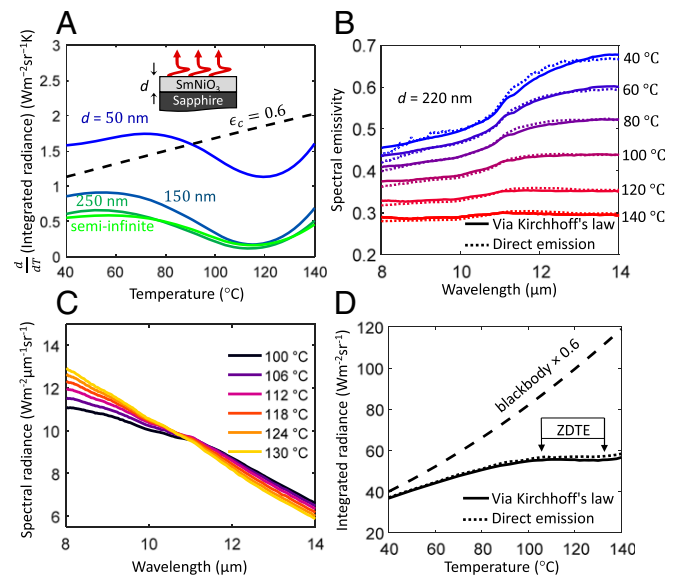 A
d/dT (Integrated radiance) (Wm⁻²sr⁻¹K)
3
2.5
2
1.5
1
0.5
0
d
SmNiO₃
Sapphire
d = 50 nm
ϵc = 0.6
150 nm
250 nm
semi-infinite
40 60 80 100 120 140
Temperature (°C)
B
Spectral emissivity
0.7
0.6
0.5
0.4
0.3
0.2
d = 220 nm
40 °C
60 °C
80 °C
100 °C
120 °C
140 °C
Via Kirchhoff's law
Direct emission
8 10 12 14
Wavelength (μm)
C
Spectral radiance (Wm⁻²μm⁻¹sr⁻¹)
14
12
10
8
6
100 °C
106 °C
112 °C
118 °C
124 °C
130 °C
8 10 12 14
Wavelength (μm)
D
Integrated radiance (Wm⁻²sr⁻¹)
120
100
80
60
40
20
blackbody × 0.6
ZDTE
Via Kirchhoff's law
Direct emission
40 60 80 100 120 140
Temperature (°C)